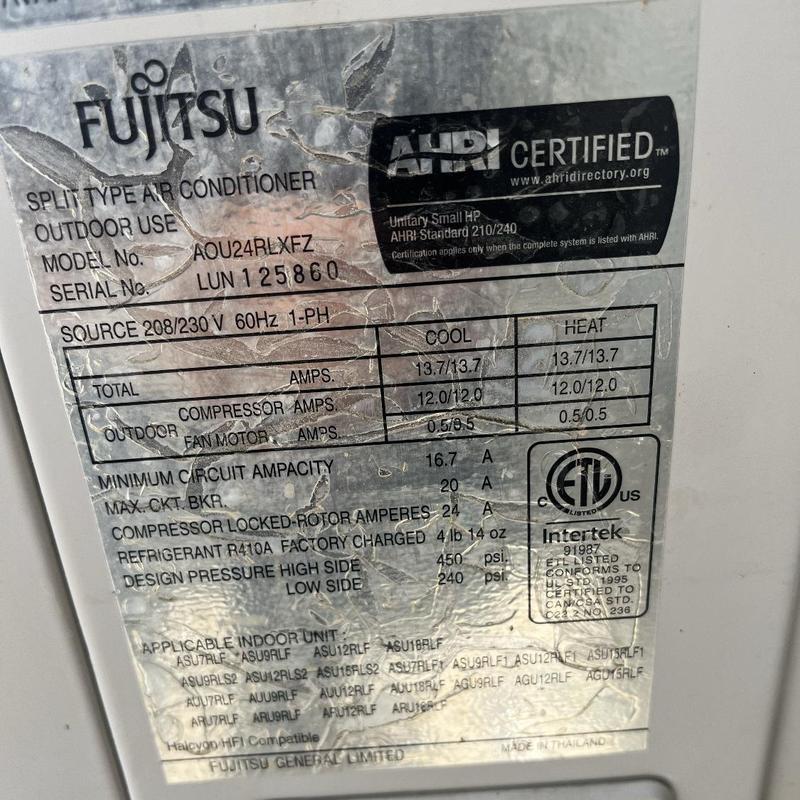 FUJITSU
AHRI CERTIFIED™
www.ahridirectory.org
Unitary Small HP
AHRI Standard 210/240
Certification applies only when the complete system is listed with AHRI.
SPLIT TYPE AIR CONDITIONER
OUTDOOR USE
MODEL No. AOU24RLXFZ
SERIAL No. LUN 125860
SOURCE 208/230 V 60Hz 1-PH
COOL HEAT
TOTAL AMPS. 13.7/13.7 13.7/13.7
OUTDOOR COMPRESSOR AMPS. 12.0/12.0 12.0/12.0
FAN MOTOR AMPS. 0.5/0.5 0.5/0.5
MINIMUM CIRCUIT AMPACITY 16.7 A
MAX. CKT. BKR. 20 A
COMPRESSOR LOCKED-ROTOR AMPERES 24 A
REFRIGERANT R410A FACTORY CHARGED 4 lb 14 oz
DESIGN PRESSURE HIGH SIDE 450 psi.
LOW SIDE 240 psi.
C ETL US
LISTED
Intertek
91987
ETL LISTED
CONFORMS TO
UL STD. 1995
CERTIFIED TO
CAN/CSA STD.
C22.2 NO. 236
APPLICABLE INDOOR UNIT :
ASU7RLF ASU9RLF ASU12RLF ASU18RLF
ASU9RLS2 ASU12RLS2 ASU15RLS2 ASU7RLF1 ASU9RLF1 ASU12RLF1 ASU15RLF1
AUU7RLF AUU9RLF AUU12RLF AUU18RLF AGU9RLF AGU12RLF AGU15RLF
ARU7RLF ARU9RLF ARU12RLF ARU18RLF
Halcyon HFI Compatible
FUJITSU GENERAL LIMITED MADE IN THAILAND